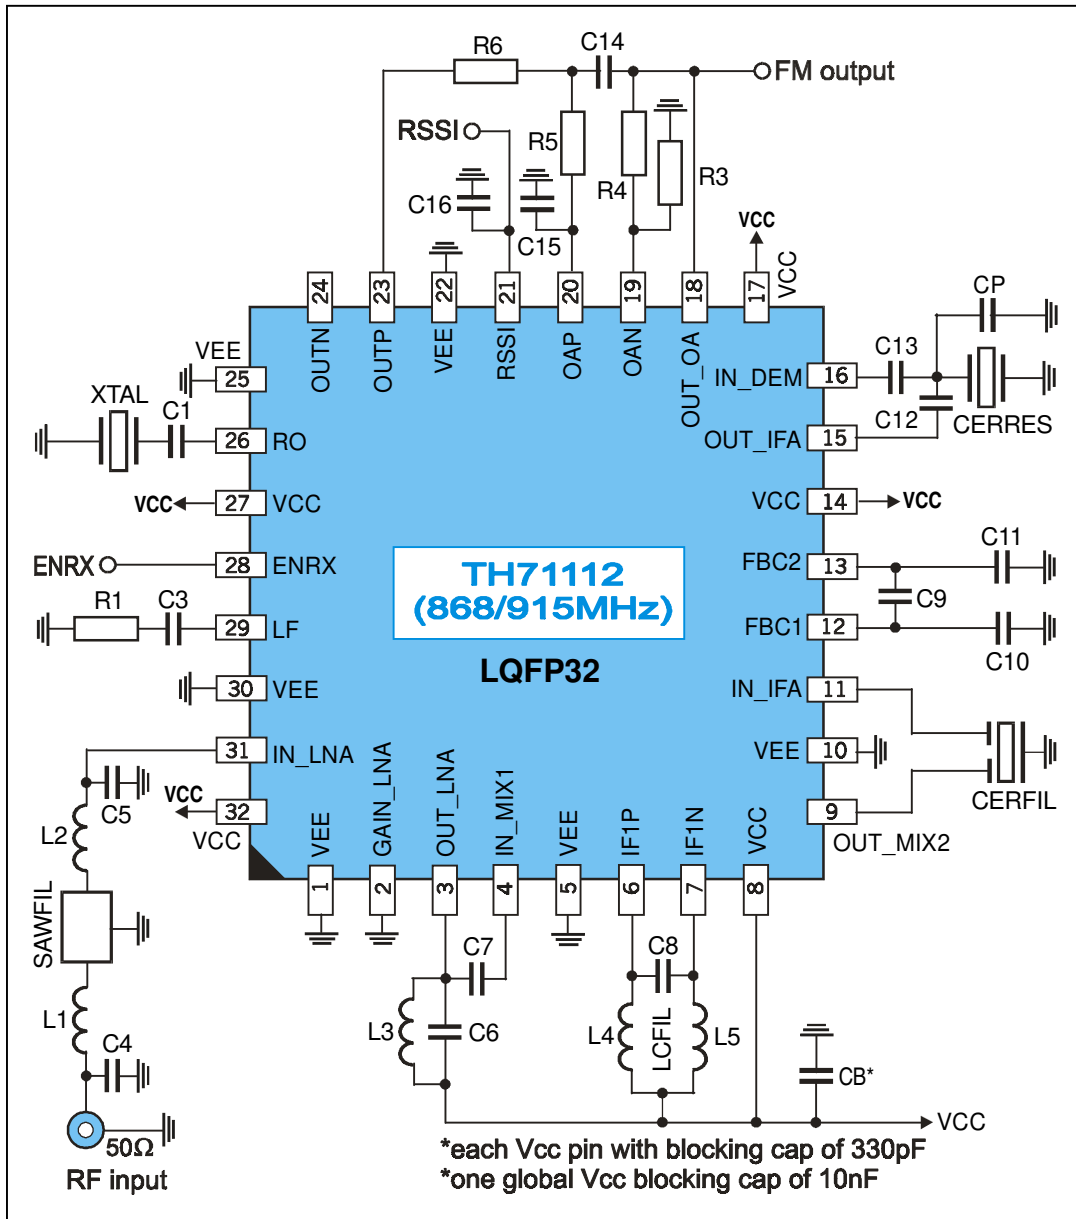 R6
C14
FM output
RSSI
R5
R4
R3
C16
C15
VCC
VCC
24
23
22
21
20
19
18
17
OUTN
OUTP
VEE
RSSI
OAP
OAN
OUT_OA
CP
C13
C12
CERRES
IN_DEM
16
OUT_IFA
15
VCC
14
VCC
FBC2
13
C11
C9
FBC1
12
C10
IN_IFA
11
VEE
10
CERFIL
9
OUT_MIX2
VEE
25
XTAL
C1
26
RO
VCC
27
VCC
ENRX
28
ENRX
R1
C3
29
LF
30
VEE
31
IN_LNA
C5
VCC
32
VCC
L2
SAWFIL
L1
C4
50Ω
RF input
TH71112
(868/915MHz)
LQFP32
VEE
GAIN_LNA
OUT_LNA
IN_MIX1
VEE
IF1P
IF1N
VCC
1
2
3
4
5
6
7
8
C7
L3
C6
C8
L4
LCFIL
L5
CB*
VCC
*each Vcc pin with blocking cap of 330pF
*one global Vcc blocking cap of 10nF